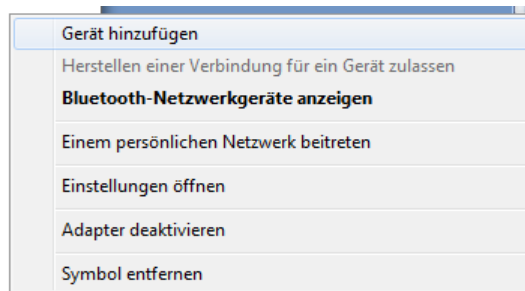 Gerät hinzufügen
Herstellen einer Verbindung für ein Gerät zulassen
Bluetooth-Netzwerkgeräte anzeigen
Einem persönlichen Netzwerk beitreten
Einstellungen öffnen
Adapter deaktivieren
Symbol entfernen